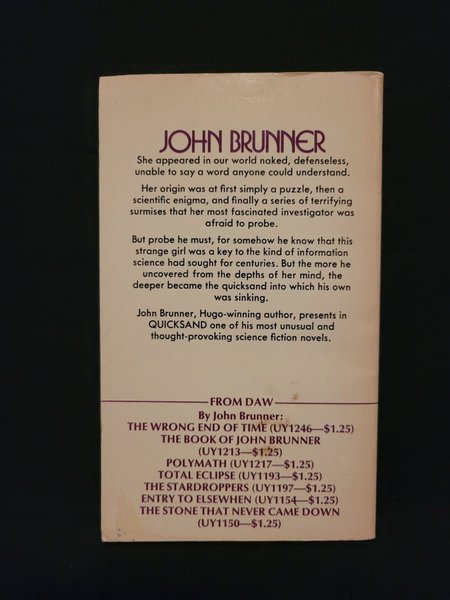 JOHN BRUNNER
She appeared in our world naked, defenseless,
unable to say a word anyone could understand.
Her origin was at first simply a puzzle, then a
scientific enigma, and finally a series of terrifying
surmises that her most fascinated investigator was
afraid to probe.
But probe he must, for somehow he know that this
strange girl was a key to the kind of information
science had sought for centuries. But the more he
uncovered from the depths of her mind, the
deeper became the quicksand into which his own
was sinking.
John Brunner, Hugo-winning author, presents in
QUICKSAND one of his most unusual and
thought-provoking science fiction novels.
FROM DAW
By John Brunner:
THE WRONG END OF TIME (UY1246—$1.25)
THE BOOK OF JOHN BRUNNER
(UY1213—$1.25)
POLYMATH (UY1217—$1.25)
TOTAL ECLIPSE (UY1193—$1.25)
THE STARDROPPERS (UY1197—$1.25)
ENTRY TO ELSEWHEN (UY1154—$1.25)
THE STONE THAT NEVER CAME DOWN
(UY1150—$1.25)